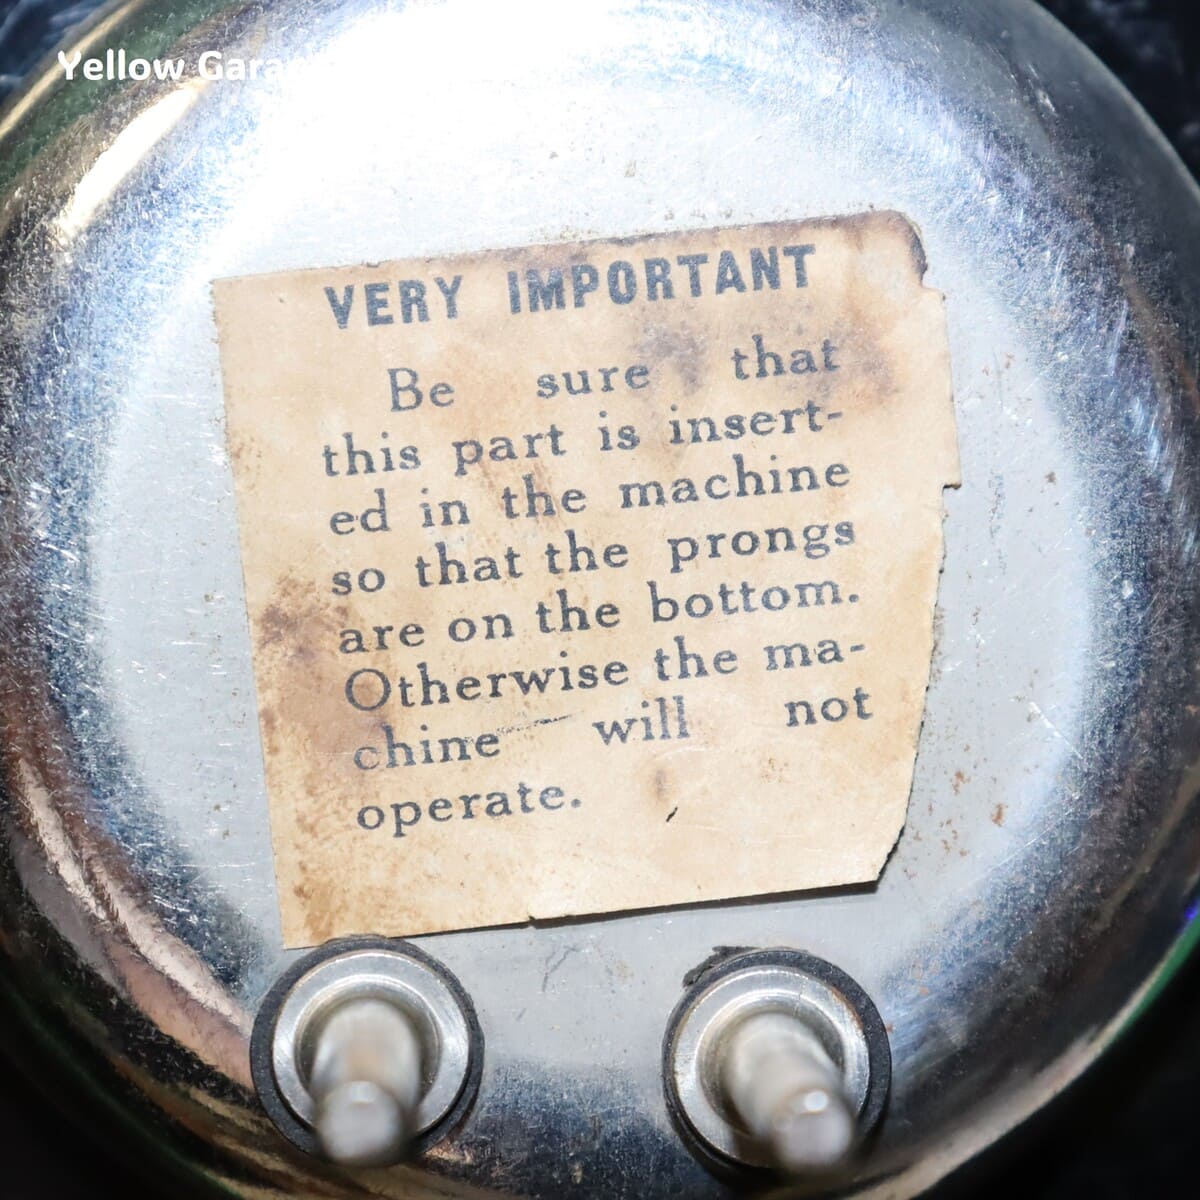 Yellow
VERY IMPORTANT
Be sure that
this part is insert-
ed in the machine
so that the prongs
are on the bottom.
Otherwise the ma-
chine will not
operate.